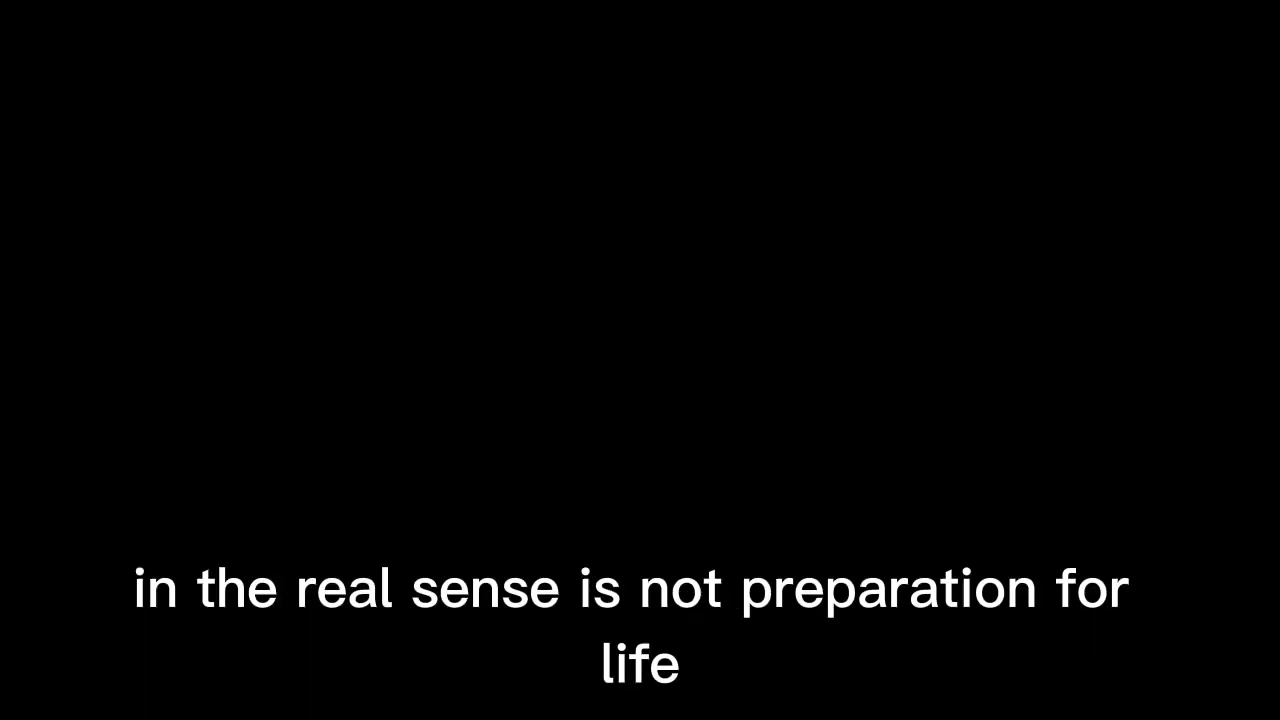 in the real sense is not preparation for
life